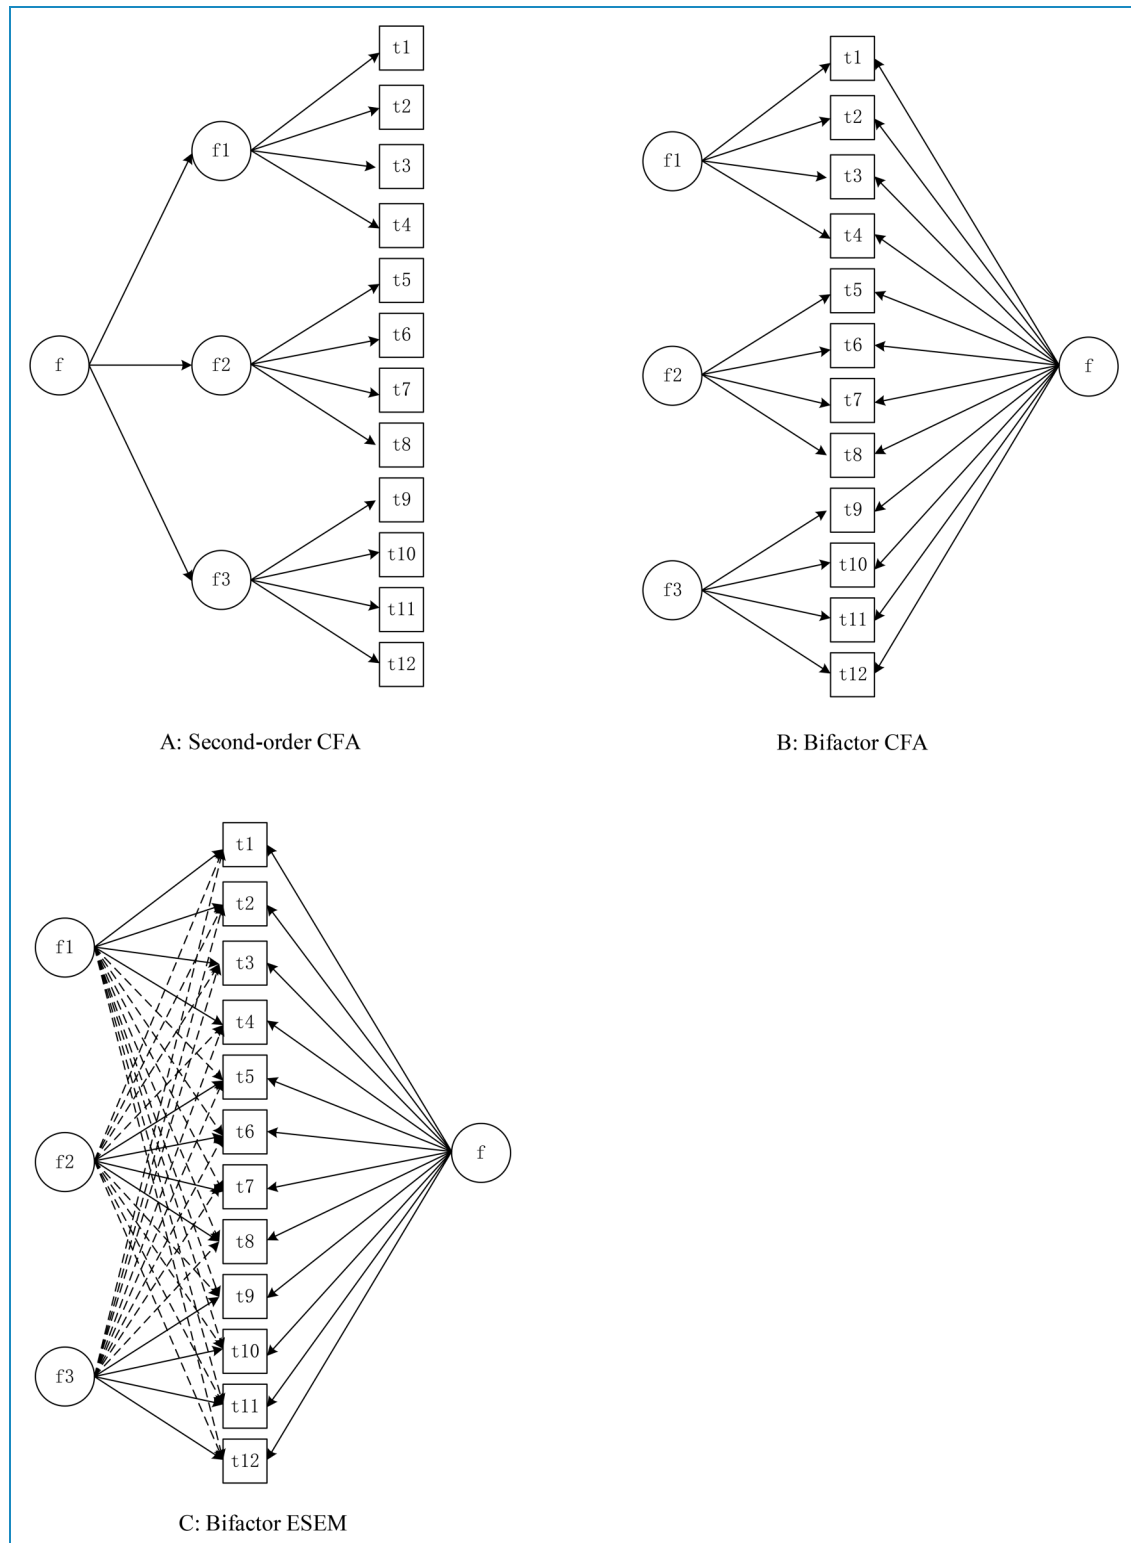 t1
t2
f1
t3
t4
t5
t6
f
f2
t7
t8
t9
t10
f3
t11
t12
A: Second-order CFA
t1
t2
f1
t3
t4
t5
t6
f2
f
t7
t8
t9
t10
f3
t11
t12
B: Bifactor CFA
t1
t2
f1
t3
t4
t5
t6
f2
f
t7
t8
t9
t10
f3
t11
t12
C: Bifactor ESEM